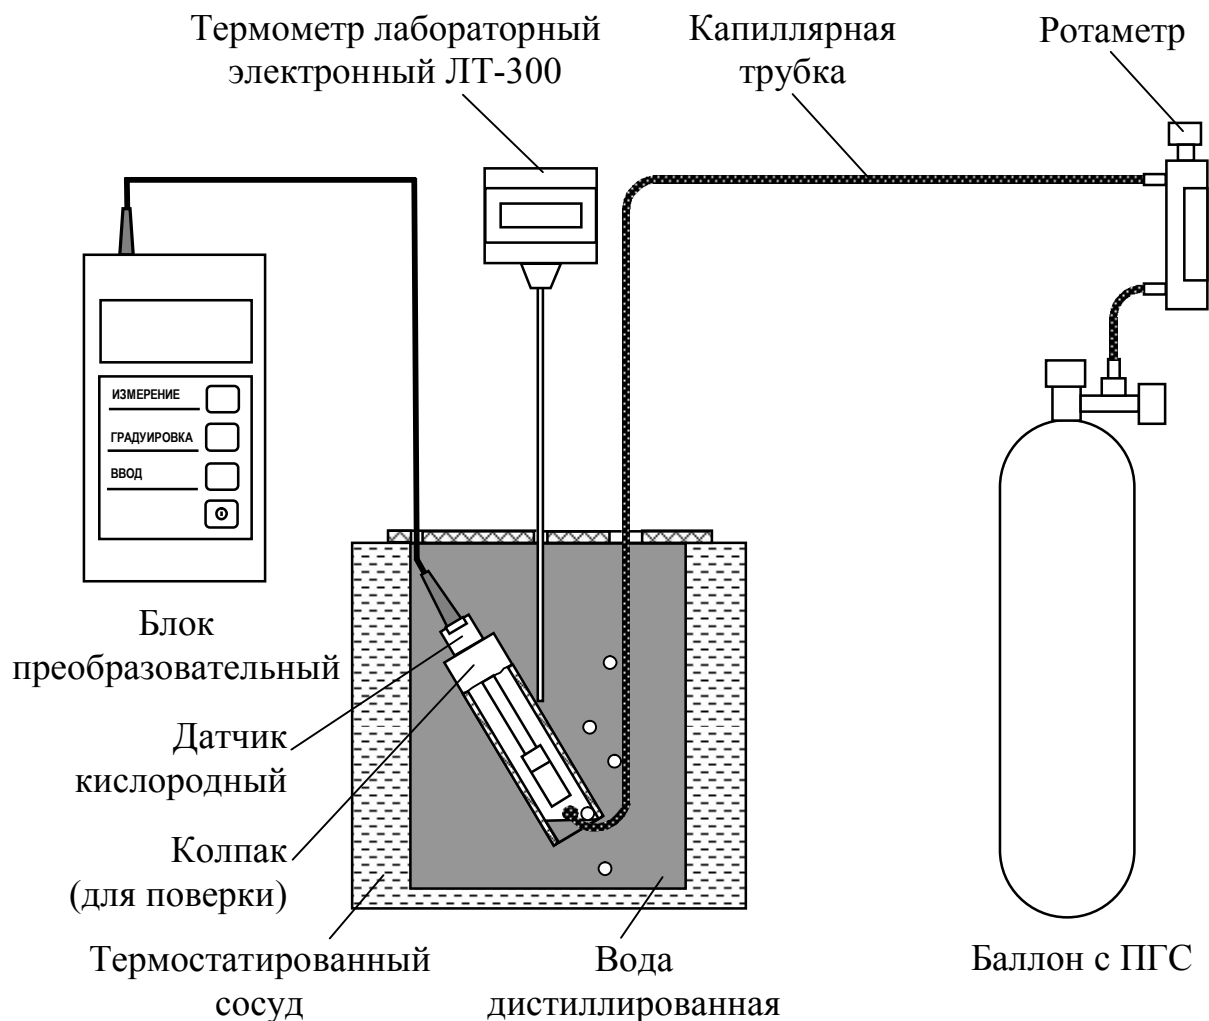 Термометр лабораторный
электронный ЛТ-300
Капиллярная
трубка
Ротаметр
ИЗМЕРЕНИЕ
ГРАДУИРОВКА
ВВОД
Блок
преобразовательный
Датчик
кислородный
Колпак
(для поверки)
Термостатированный
сосуд
Вода
дистиллированная
Баллон с ПГС